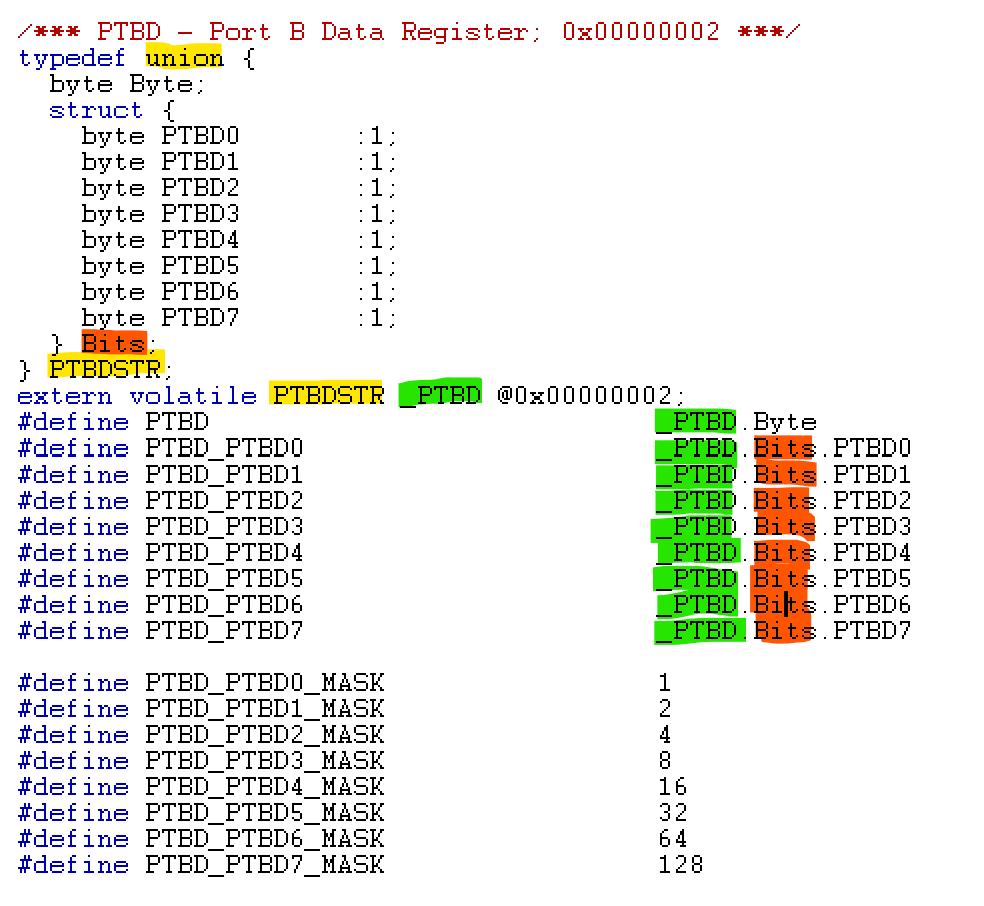 /*** PTBD - Port B Data Register; 0x00000002 ***/
typedef union {
  byte Byte;
  struct {
    byte PTBD0       :1;
    byte PTBD1       :1;
    byte PTBD2       :1;
    byte PTBD3       :1;
    byte PTBD4       :1;
    byte PTBD5       :1;
    byte PTBD6       :1;
    byte PTBD7       :1;
  } Bits;
} PTBDSTR;
extern volatile PTBDSTR _PTBD @0x00000002;
#define PTBD                            _PTBD.Byte
#define PTBD_PTBD0                      _PTBD.Bits.PTBD0
#define PTBD_PTBD1                      _PTBD.Bits.PTBD1
#define PTBD_PTBD2                      _PTBD.Bits.PTBD2
#define PTBD_PTBD3                      _PTBD.Bits.PTBD3
#define PTBD_PTBD4                      _PTBD.Bits.PTBD4
#define PTBD_PTBD5                      _PTBD.Bits.PTBD5
#define PTBD_PTBD6                      _PTBD.Bits.PTBD6
#define PTBD_PTBD7                      _PTBD.Bits.PTBD7
#define PTBD_PTBD0_MASK                 1
#define PTBD_PTBD1_MASK                 2
#define PTBD_PTBD2_MASK                 4
#define PTBD_PTBD3_MASK                 8
#define PTBD_PTBD4_MASK                 16
#define PTBD_PTBD5_MASK                 32
#define PTBD_PTBD6_MASK                 64
#define PTBD_PTBD7_MASK                 128